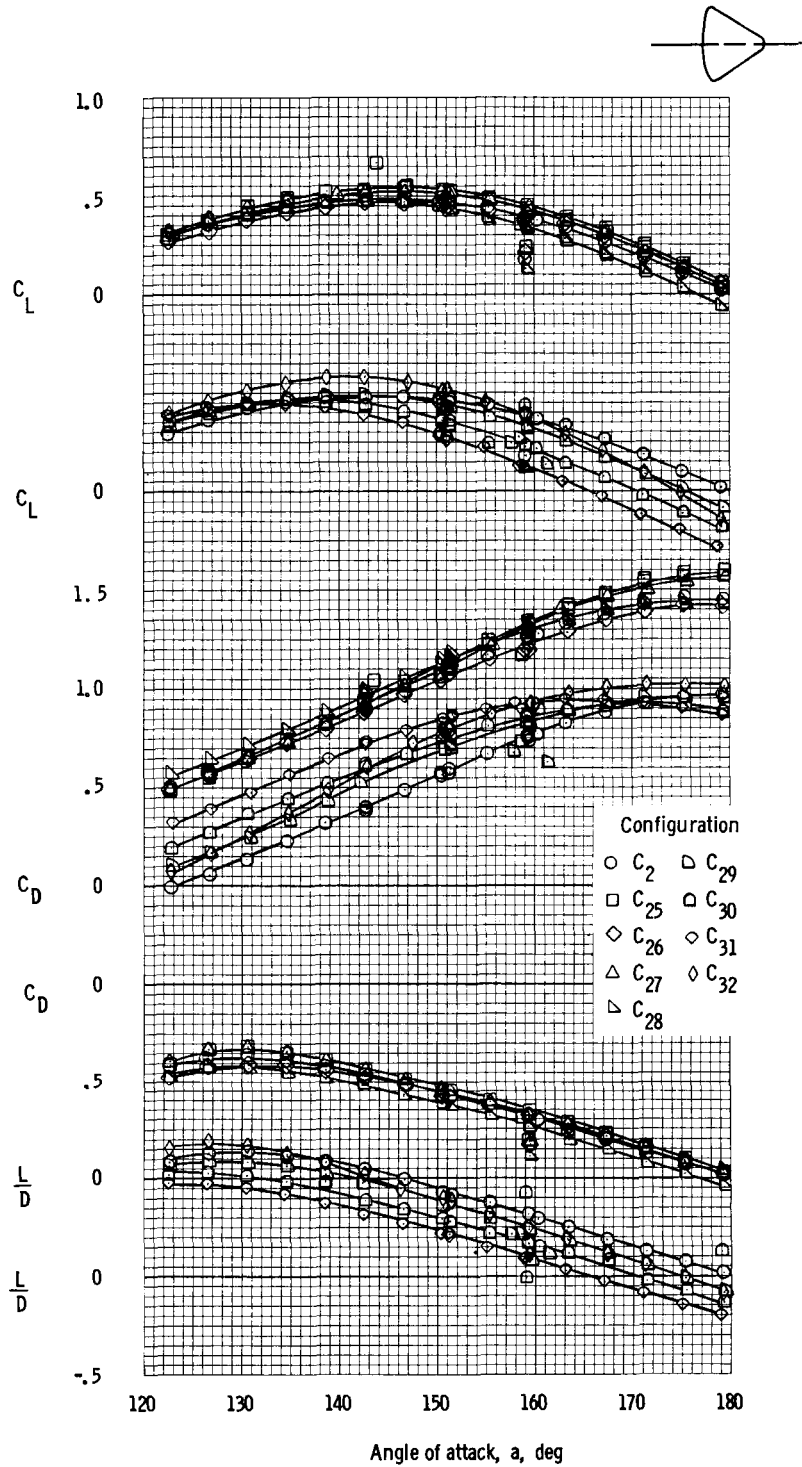 1.0
.5
C_L 0
C_L 0
1.5
1.0
.5
C_D 0
C_D 0
.5
L/D 0
L/D 0
-.5
120 130 140 150 160 170 180
Angle of attack, a, deg
Configuration
C_2 C_29
C_25 C_30
C_26 C_31
C_27 C_32
C_28